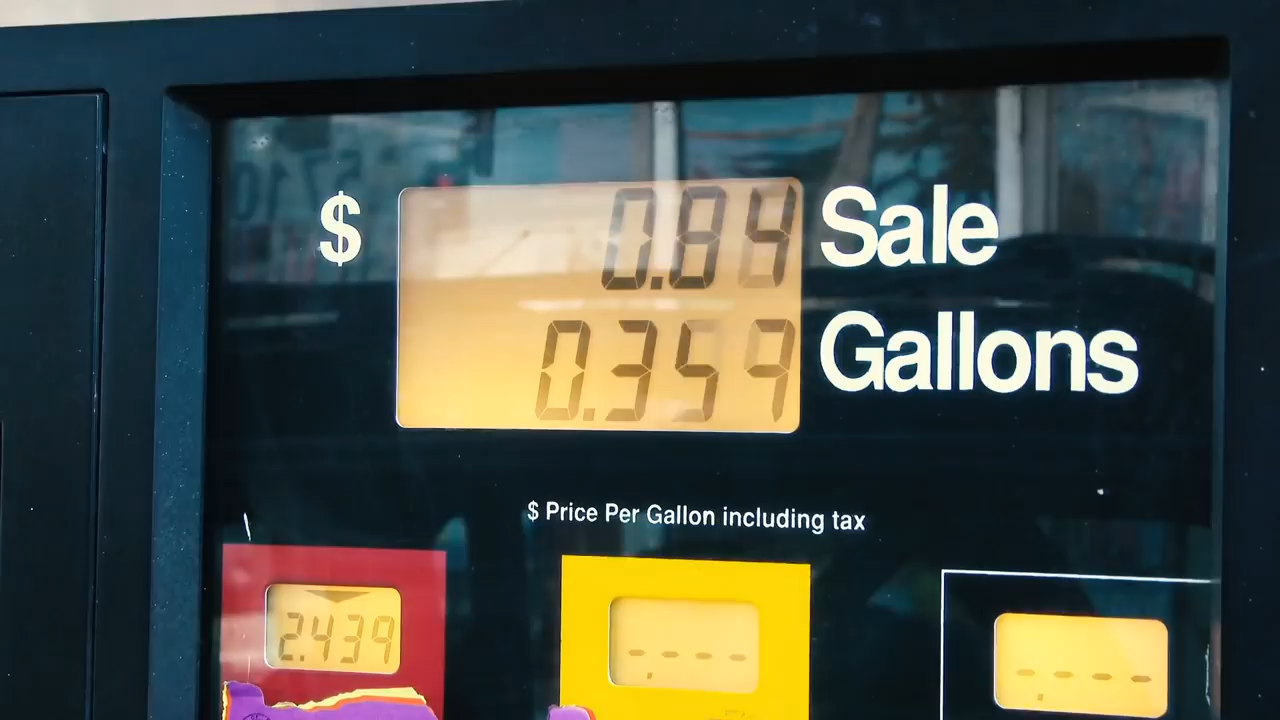 $ 0.84 Sale
0.359 Gallons
$ Price Per Gallon including tax
2.439 ---- ----